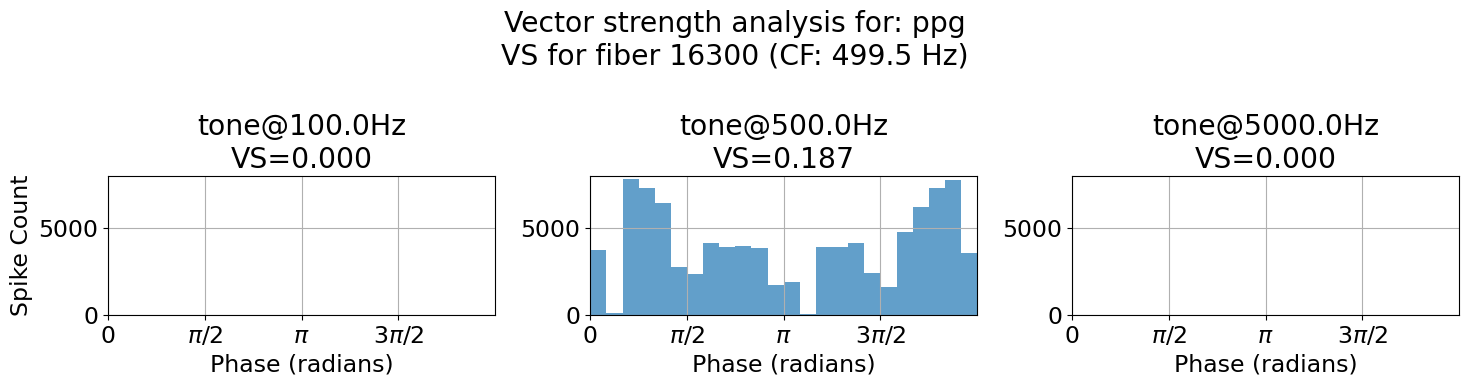 Vector strength analysis for: ppg
VS for fiber 16300 (CF: 499.5 Hz)
tone@100.0Hz
VS=0.000
tone@500.0Hz
VS=0.187
tone@5000.0Hz
VS=0.000
Spike Count
5000
0
0
π/2
π
3π/2
Phase (radians)
5000
0
0
π/2
π
3π/2
Phase (radians)
5000
0
0
π/2
π
3π/2
Phase (radians)